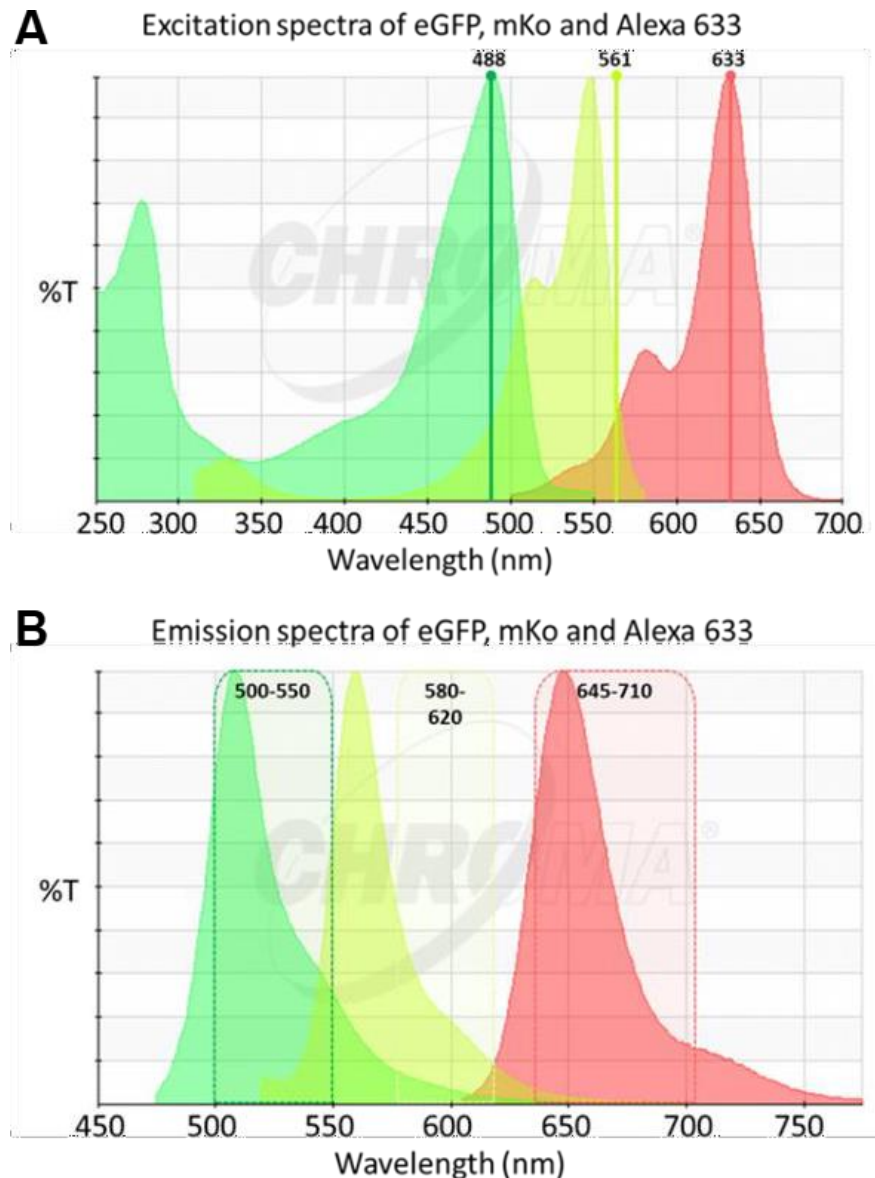 A
Excitation spectra of eGFP, mKo and Alexa 633
488 561 633
CHROMA®
%T
250 300 350 400 450 500 550 600 650 700
Wavelength (nm)
B
Emission spectra of eGFP, mKo and Alexa 633
500-550 580- 645-710
620
CHROMA®
%T
450 500 550 600 650 700 750
Wavelength (nm)